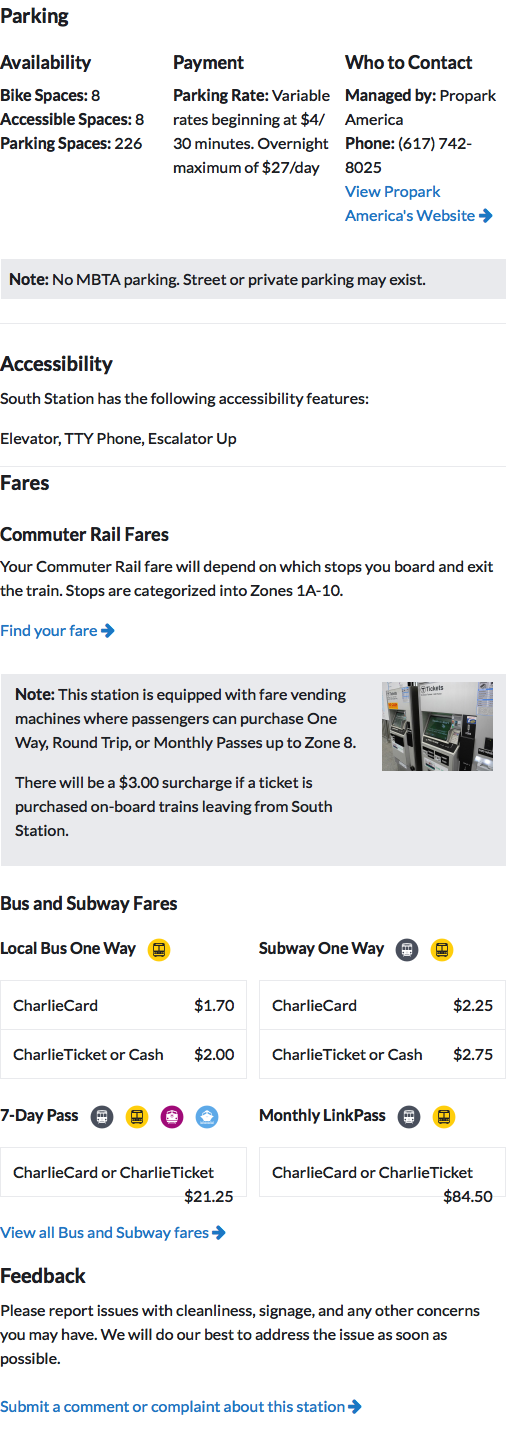 Parking
Availability
Bike Spaces: 8
Accessible Spaces: 8
Parking Spaces: 226
Payment
Parking Rate: Variable
rates beginning at $4/
30 minutes. Overnight
maximum of $27/day
Who to Contact
Managed by: Propark
America
Phone: (617) 742-
8025
View Propark
America's Website
Note: No MBTA parking. Street or private parking may exist.
Accessibility
South Station has the following accessibility features:
Elevator, TTY Phone, Escalator Up
Fares
Commuter Rail Fares
Your Commuter Rail fare will depend on which stops you board and exit
the train. Stops are categorized into Zones 1A-10.
Find your fare
Note: This station is equipped with fare vending
machines where passengers can purchase One
Way, Round Trip, or Monthly Passes up to Zone 8.
There will be a $3.00 surcharge if a ticket is
purchased on-board trains leaving from South
Station.
Tickets
Bus and Subway Fares
Local Bus One Way
CharlieCard $1.70
CharlieTicket or Cash $2.00
Subway One Way
CharlieCard $2.25
CharlieTicket or Cash $2.75
7-Day Pass
CharlieCard or CharlieTicket
$21.25
Monthly LinkPass
CharlieCard or CharlieTicket
$84.50
View all Bus and Subway fares
Feedback
Please report issues with cleanliness, signage, and any other concerns
you may have. We will do our best to address the issue as soon as
possible.
Submit a comment or complaint about this station